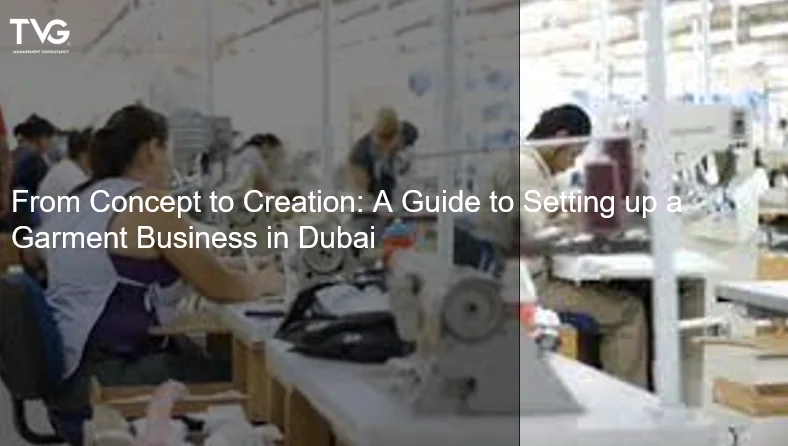 TVG
MANAGEMENT CONSULTANCY
From Concept to Creation: A Guide to Setting up a
Garment Business in Dubai